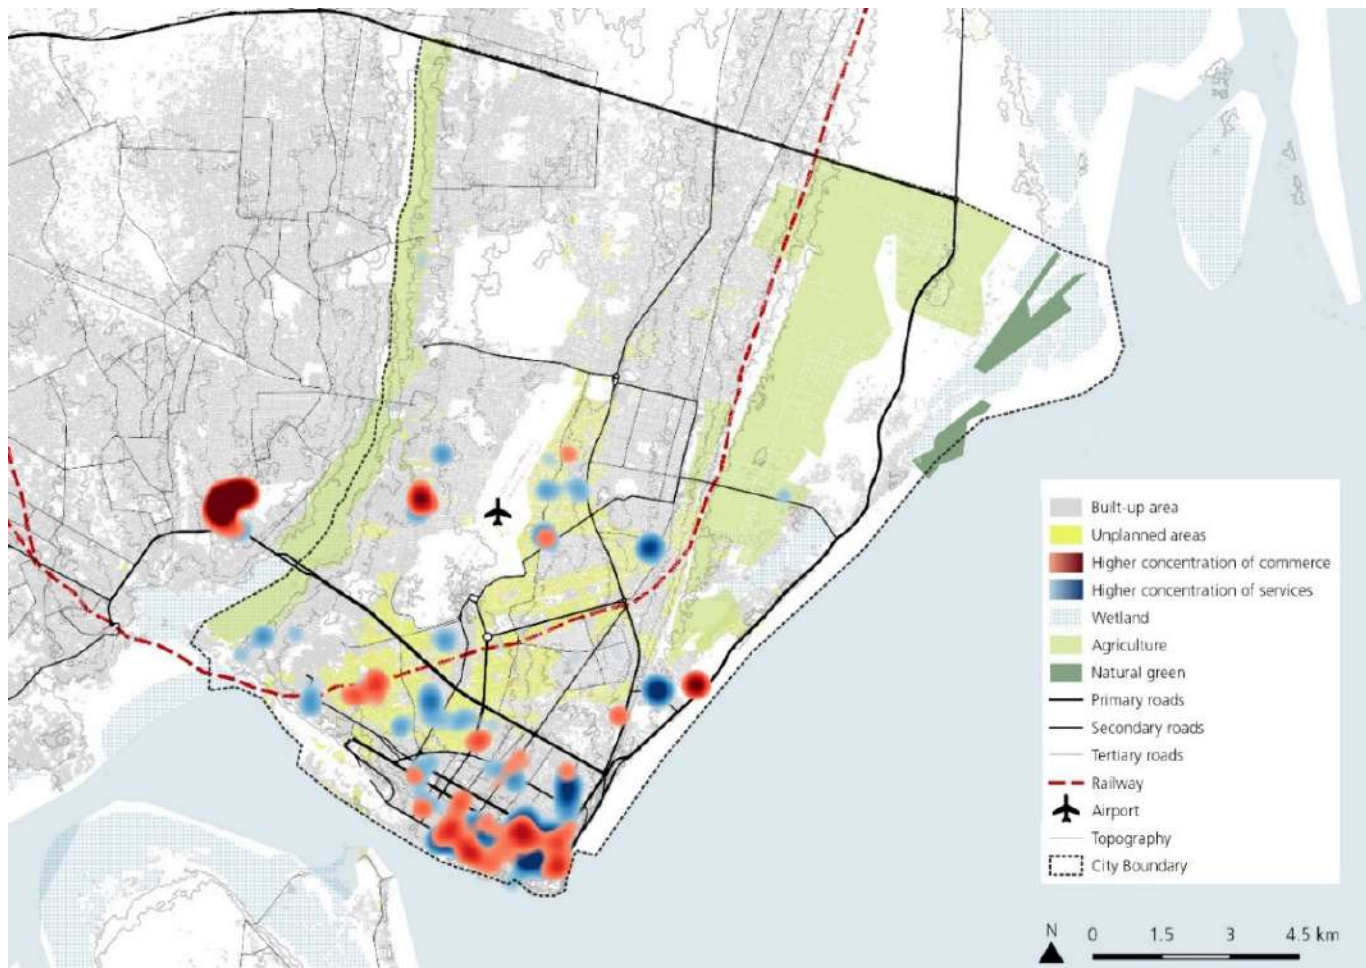 Built-up area
Unplanned areas
Higher concentration of commerce
Higher concentration of services
Wetland
Agriculture
Natural green
Primary roads
Secondary roads
Tertiary roads
Railway
Airport
Topography
City Boundary
N 0 1.5 3 4.5 km